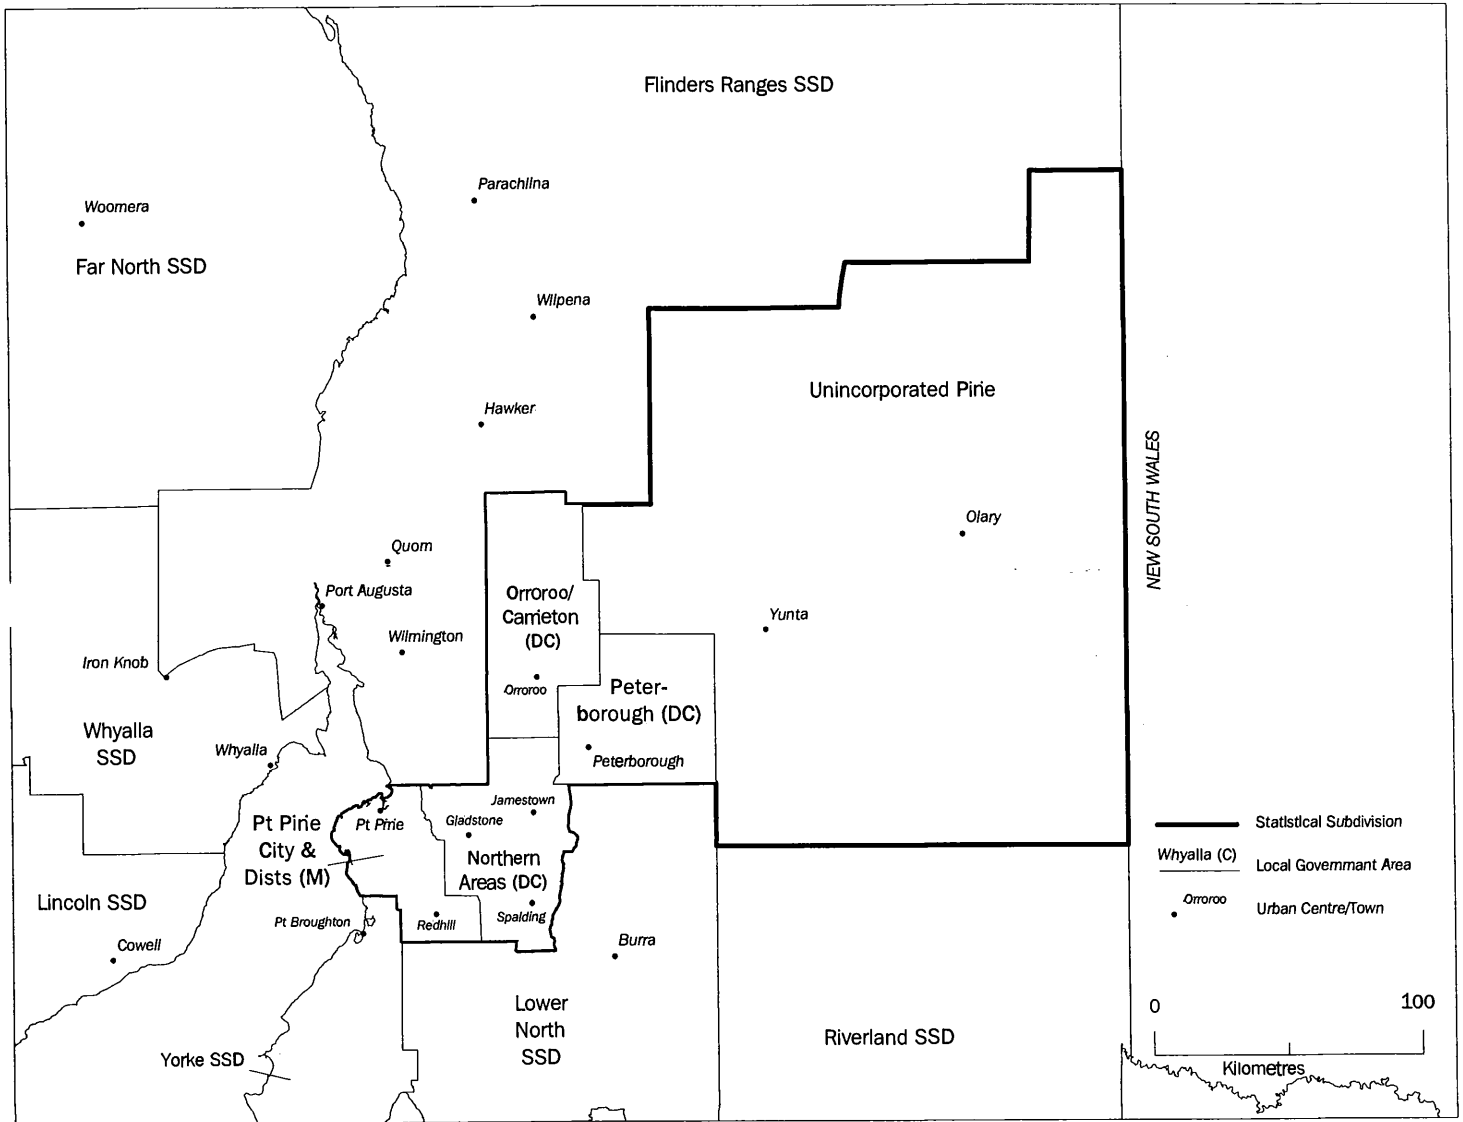 Flinders Ranges SSD
Parachilna
Woomera
Far North SSD
Wilpena
Unincorporated Pirie
Hawker
NEW SOUTH WALES
Olary
Quorn
Port Augusta
Orroroo/
Carrieton
(DC)
Yunta
Wilmington
Iron Knob
Orroroo
Peter-
borough (DC)
Whyalla
SSD
Whyalla
Peterborough
Jamestown
Pt Pirie
City &
Dists (M)
Pt Pirie
Gladstone
Northern
Areas (DC)
Lincoln SSD
Pt Broughton
Redhill
Spalding
Cowell
Burra
Lower
North
SSD
Riverland SSD
Yorke SSD
Statistical Subdivision
Whyalla (C)
Local Governmant Area
Orroroo
Urban Centre/Town
0 100
Kilometres